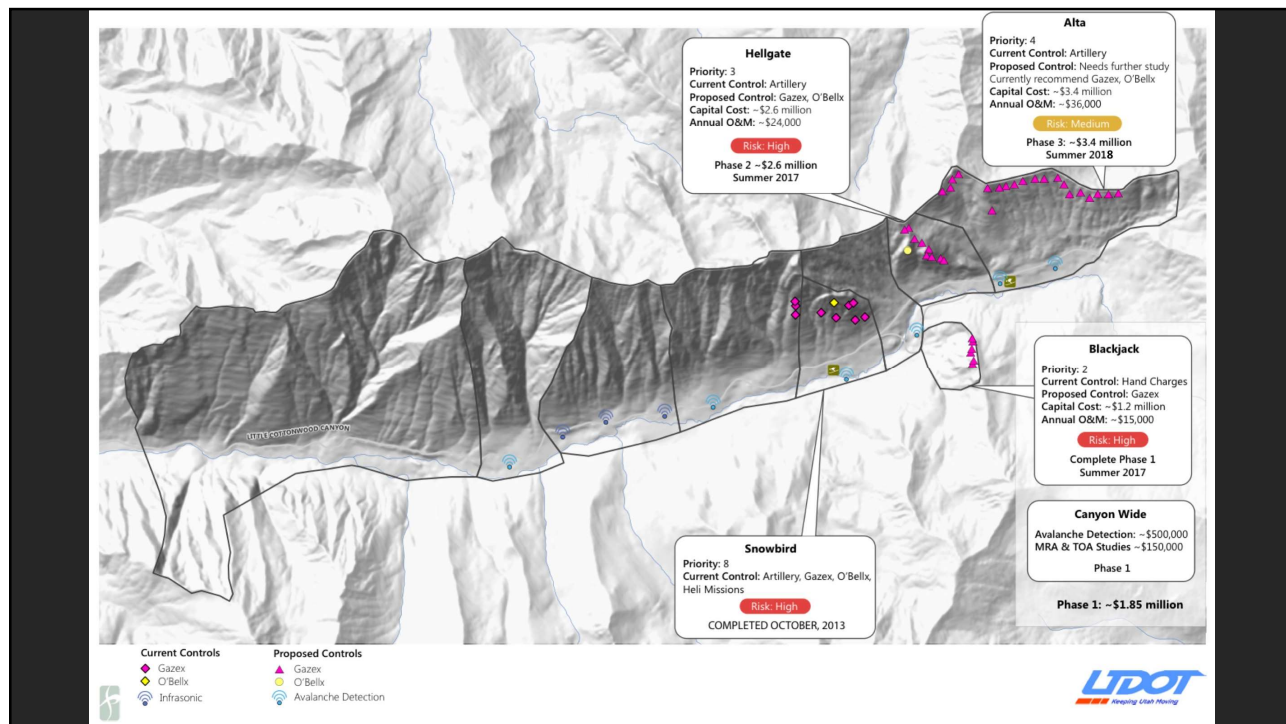 Hellgate
Priority: 3
Current Control: Artillery
Proposed Control: Gazex, O'Bellx
Capital Cost: ~$2.6 million
Annual O&M: ~$24,000
Risk: High
Phase 2 ~$2.6 million
Summer 2017
Alta
Priority: 4
Current Control: Artillery
Proposed Control: Needs further study
Currently recommend Gazex, O'Bellx
Capital Cost: ~$3.4 million
Annual O&M: ~$36,000
Risk: Medium
Phase 3: ~$3.4 million
Summer 2018
LITTLE COTTONWOOD CANYON
Blackjack
Priority: 2
Current Control: Hand Charges
Proposed Control: Gazex
Capital Cost: ~$1.2 million
Annual O&M: ~$15,000
Risk: High
Complete Phase 1
Summer 2017
Canyon Wide
Avalanche Detection: ~$500,000
MRA & TOA Studies ~$150,000
Phase 1
Phase 1: ~$1.85 million
Snowbird
Priority: 8
Current Control: Artillery, Gazex, O'Bellx,
Heli Missions
Risk: High
COMPLETED OCTOBER, 2013
Current Controls
Gazex
O'Bellx
Infrasonic
Proposed Controls
Gazex
O'Bellx
Avalanche Detection
UDOT
Keeping Utah Moving